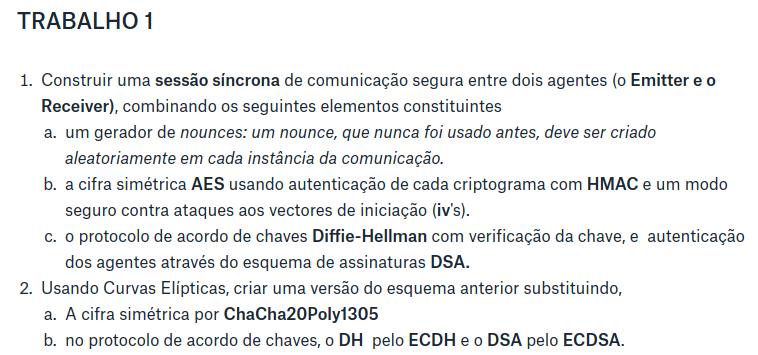 TRABALHO 1
1. Construir uma sessão síncrona de comunicação segura entre dois agentes (o Emitter e o
Receiver), combinando os seguintes elementos constituintes
a. um gerador de nounces: um nounce, que nunca foi usado antes, deve ser criado
aleatoriamente em cada instância da comunicação.
b. a cifra simétrica AES usando autenticação de cada criptograma com HMAC e um modo
seguro contra ataques aos vectores de iniciação (iv's).
c. o protocolo de acordo de chaves Diffie-Hellman com verificação da chave, e autenticação
dos agentes através do esquema de assinaturas DSA.
2. Usando Curvas Elípticas, criar uma versão do esquema anterior substituindo,
a. A cifra simétrica por ChaCha20Poly1305
b. no protocolo de acordo de chaves, o DH pelo ECDH e o DSA pelo ECDSA.